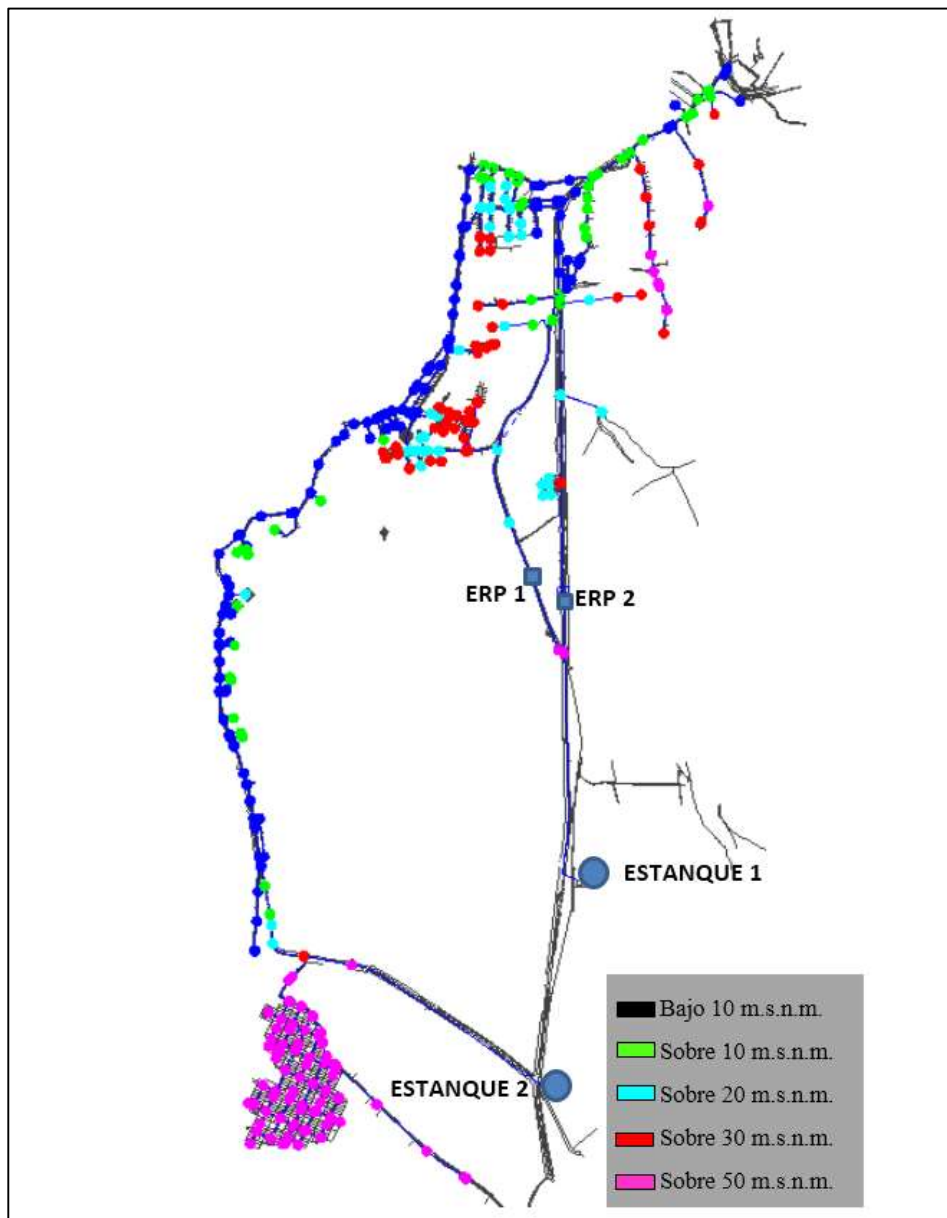 ERP 1
ERP 2
ESTANQUE 1
ESTANQUE 2
Bajo 10 m.s.n.m.
Sobre 10 m.s.n.m.
Sobre 20 m.s.n.m.
Sobre 30 m.s.n.m.
Sobre 50 m.s.n.m.